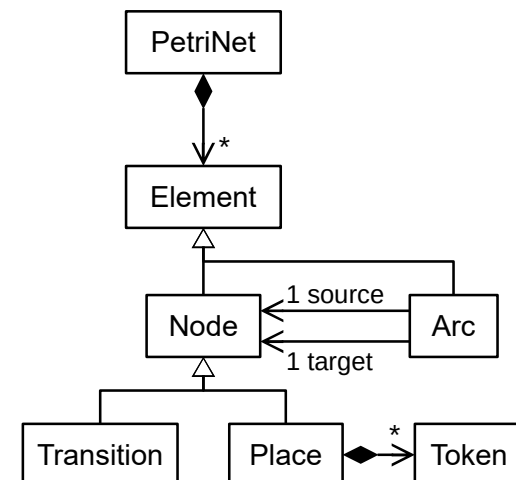 PetriNet
*
Element
1 source
Node
Arc
1 target
*
Transition
Place
Token